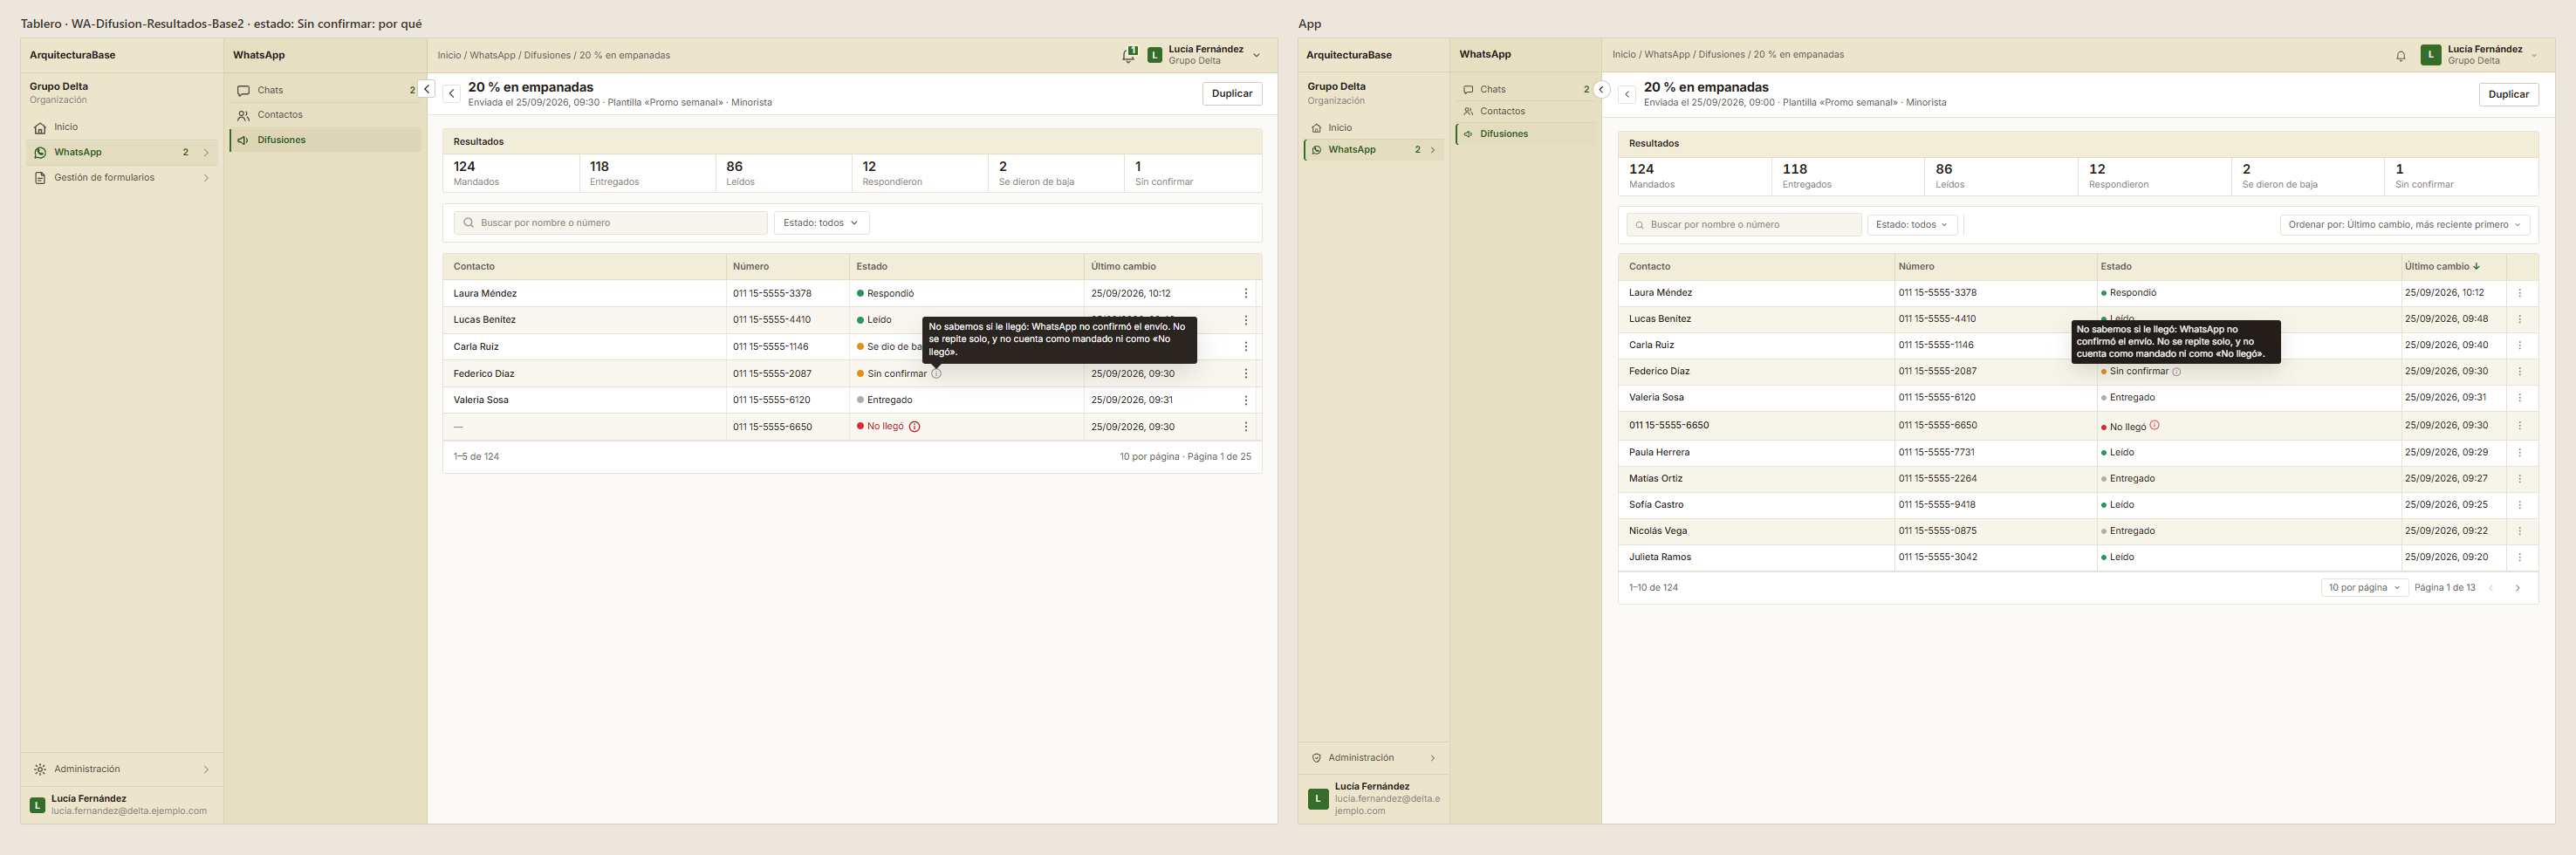 Tablero · WA-Difusion-Resultados-Base2 · estado: Sin confirmar: por qué
ArquitecturaBase
Grupo Delta
Organización
Inicio
WhatsApp 2
Gestión de formularios
Administración
L
Lucía Fernández
lucia.fernandez@delta.ejemplo.com
WhatsApp
Chats 2
Contactos
Difusiones
Inicio / WhatsApp / Difusiones / 20 % en empanadas
1
L
Lucía Fernández
Grupo Delta
20 % en empanadas
Enviada el 25/09/2026, 09:30 · Plantilla «Promo semanal» · Minorista
Duplicar
Resultados
124 118 86 12 2 1
Mandados Entregados Leídos Respondieron Se dieron de baja Sin confirmar
Buscar por nombre o número
Estado: todos
Contacto Número Estado Último cambio
Laura Méndez 011 15-5555-3378 Respondió 25/09/2026, 10:12
Lucas Benítez 011 15-5555-4410 Leído
No sabemos si le llegó: WhatsApp no confirmó el envío. No
se repite solo, y no cuenta como mandado ni como «No
llegó».
Carla Ruiz 011 15-5555-1146 Se dio de ba
Federico Díaz 011 15-5555-2087 Sin confirmar 25/09/2026, 09:30
Valeria Sosa 011 15-5555-6120 Entregado 25/09/2026, 09:31
— 011 15-5555-6650 No llegó 25/09/2026, 09:30
1–5 de 124
10 por página · Página 1 de 25
App
ArquitecturaBase
Grupo Delta
Organización
Inicio
WhatsApp 2
Administración
L
Lucía Fernández
lucia.fernandez@delta.e
jemplo.com
WhatsApp
Chats 2
Contactos
Difusiones
Inicio / WhatsApp / Difusiones / 20 % en empanadas
L
Lucía Fernández
Grupo Delta
20 % en empanadas
Enviada el 25/09/2026, 09:00 · Plantilla «Promo semanal» · Minorista
Duplicar
Resultados
124 118 86 12 2 1
Mandados Entregados Leídos Respondieron Se dieron de baja Sin confirmar
Buscar por nombre o número
Estado: todos
Ordenar por: Último cambio, más reciente primero
Contacto Número Estado Último cambio
Laura Méndez 011 15-5555-3378 Respondió 25/09/2026, 10:12
Lucas Benítez 011 15-5555-4410 Leído 25/09/2026, 09:48
No sabemos si le llegó: WhatsApp no
confirmó el envío. No se repite solo, y no
cuenta como mandado ni como «No llegó».
Carla Ruiz 011 15-5555-1146 25/09/2026, 09:40
Federico Díaz 011 15-5555-2087 Sin confirmar 25/09/2026, 09:30
Valeria Sosa 011 15-5555-6120 Entregado 25/09/2026, 09:31
011 15-5555-6650 011 15-5555-6650 No llegó 25/09/2026, 09:30
Paula Herrera 011 15-5555-7731 Leído 25/09/2026, 09:29
Matías Ortiz 011 15-5555-2264 Entregado 25/09/2026, 09:27
Sofía Castro 011 15-5555-9418 Leído 25/09/2026, 09:25
Nicolás Vega 011 15-5555-0875 Entregado 25/09/2026, 09:22
Julieta Ramos 011 15-5555-3042 Leído 25/09/2026, 09:20
1–10 de 124
10 por página
Página 1 de 13